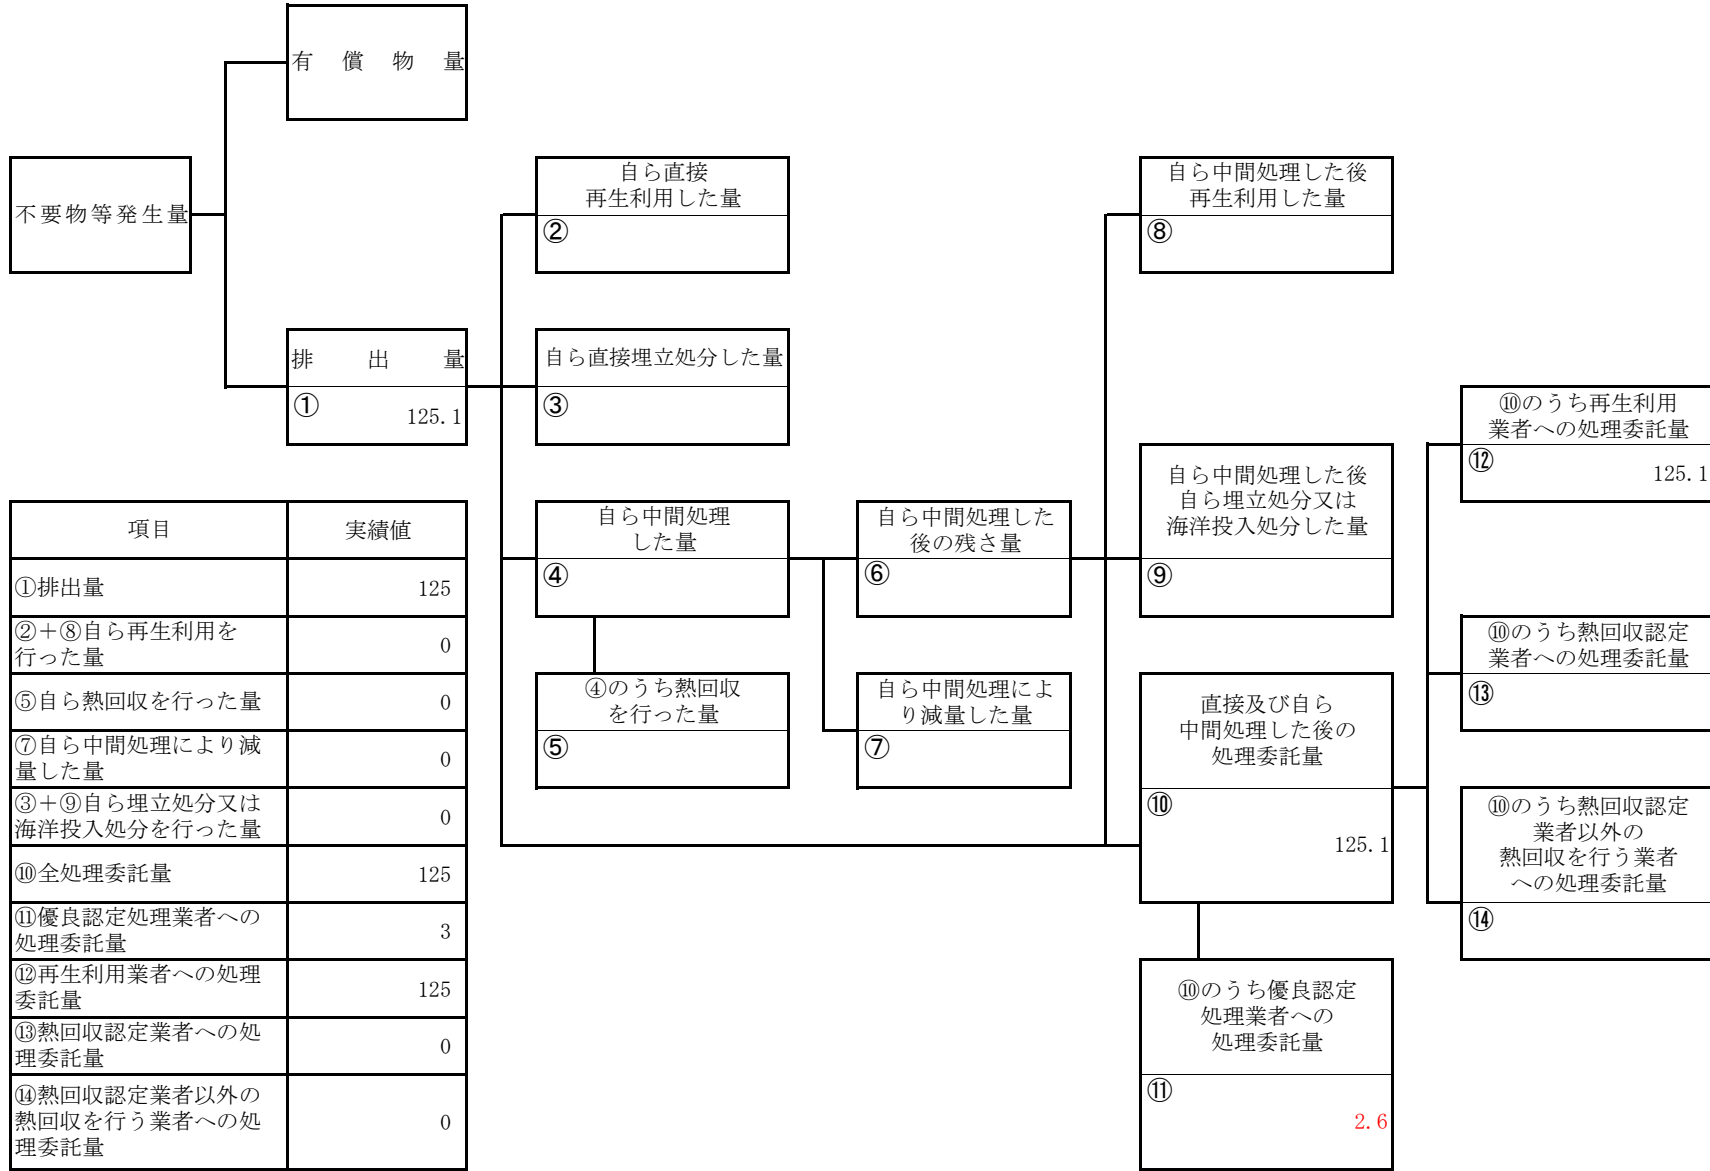 有償物量
不要物等発生量
排出量
①
125.1
自ら直接
再生利用した量
②
自ら直接埋立処分した量
③
自ら中間処理
した量
④
④のうち熱回収
を行った量
⑤
自ら中間処理した
後の残さ量
⑥
自ら中間処理によ
り減量した量
⑦
自ら中間処理した後
再生利用した量
⑧
自ら中間処理した後
自ら埋立処分又は
海洋投入処分した量
⑨
直接及び自ら
中間処理した後の
処理委託量
⑩
125.1
⑩のうち優良認定
処理業者への
処理委託量
⑪
2.6
⑩のうち再生利用
業者への処理委託量
⑫
125.1
⑩のうち熱回収認定
業者への処理委託量
⑬
⑩のうち熱回収認定
業者以外の
熱回収を行う業者
への処理委託量
⑭
項目 実績値
①排出量 125
②＋⑧自ら再生利用を
行った量 0
⑤自ら熱回収を行った量 0
⑦自ら中間処理により減
量した量 0
③＋⑨自ら埋立処分又は
海洋投入処分を行った量 0
⑩全処理委託量 125
⑪優良認定処理業者への
処理委託量 3
⑫再生利用業者への処理
委託量 125
⑬熱回収認定業者への処
理委託量 0
⑭熱回収認定業者以外の
熱回収を行う業者への処
理委託量 0